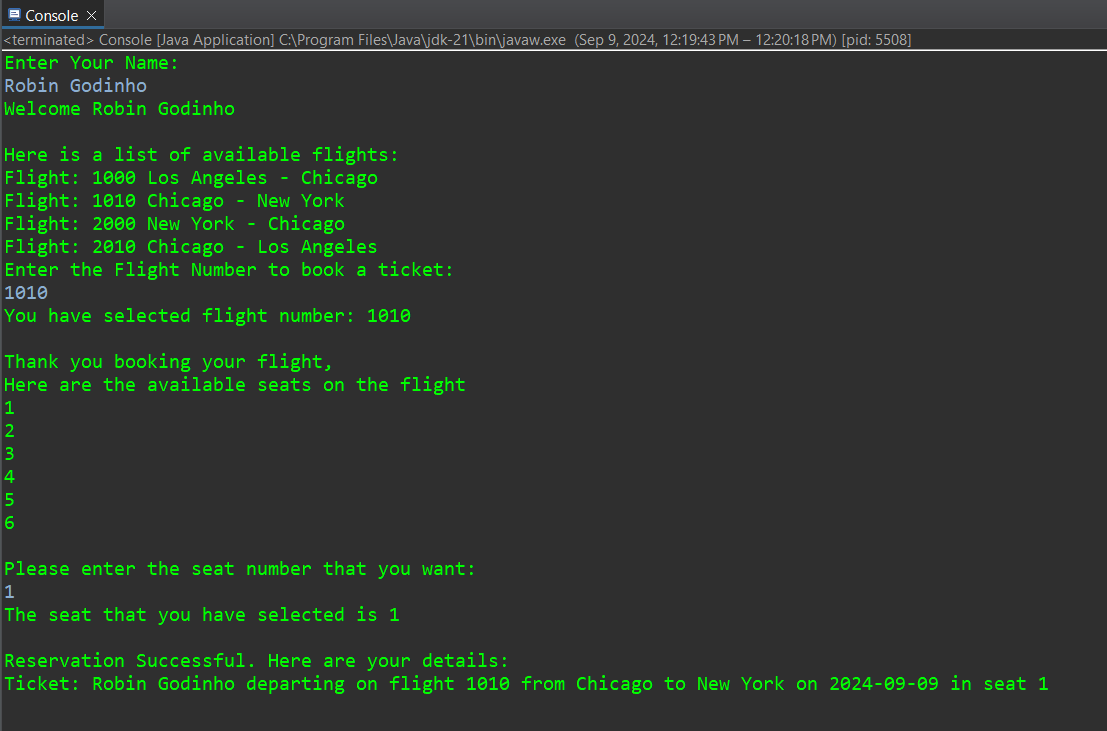 Console
<terminated> Console [Java Application] C:\Program Files\Java\jdk-21\bin\javaw.exe (Sep 9, 2024, 12:19:43 PM – 12:20:18 PM) [pid: 5508]
Enter Your Name:
Robin Godinho
Welcome Robin Godinho
Here is a list of available flights:
Flight: 1000 Los Angeles - Chicago
Flight: 1010 Chicago - New York
Flight: 2000 New York - Chicago
Flight: 2010 Chicago - Los Angeles
Enter the Flight Number to book a ticket:
1010
You have selected flight number: 1010
Thank you booking your flight,
Here are the available seats on the flight
1
2
3
4
5
6
Please enter the seat number that you want:
1
The seat that you have selected is 1
Reservation Successful. Here are your details:
Ticket: Robin Godinho departing on flight 1010 from Chicago to New York on 2024-09-09 in seat 1